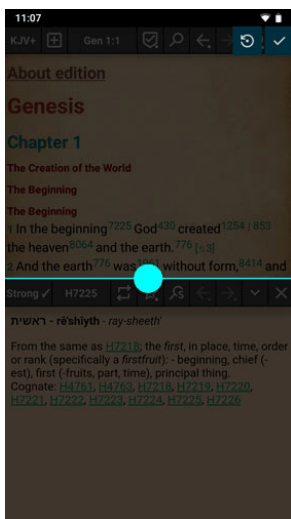 11:07
KJV+ Gen 1:1
About edition
Genesis
Chapter 1
The Creation of the World
The Beginning
The Beginning
1 In the beginning7225 God430 created1254 | 853
the heaven8064 and the earth.776 [⤵3]
2 And the earth776 was1961 without form,8414 and
Strong✓ H7225
ראשׁית - rê'shîyth - ray-sheeth'
From the same as H7218; the first, in place, time, order
or rank (specifically a firstfruit): - beginning, chief (-
est), first (-fruits, part, time), principal thing.
Cognate: H4761, H4763, H7218, H7219, H7220,
H7221, H7222, H7223, H7224, H7225, H7226